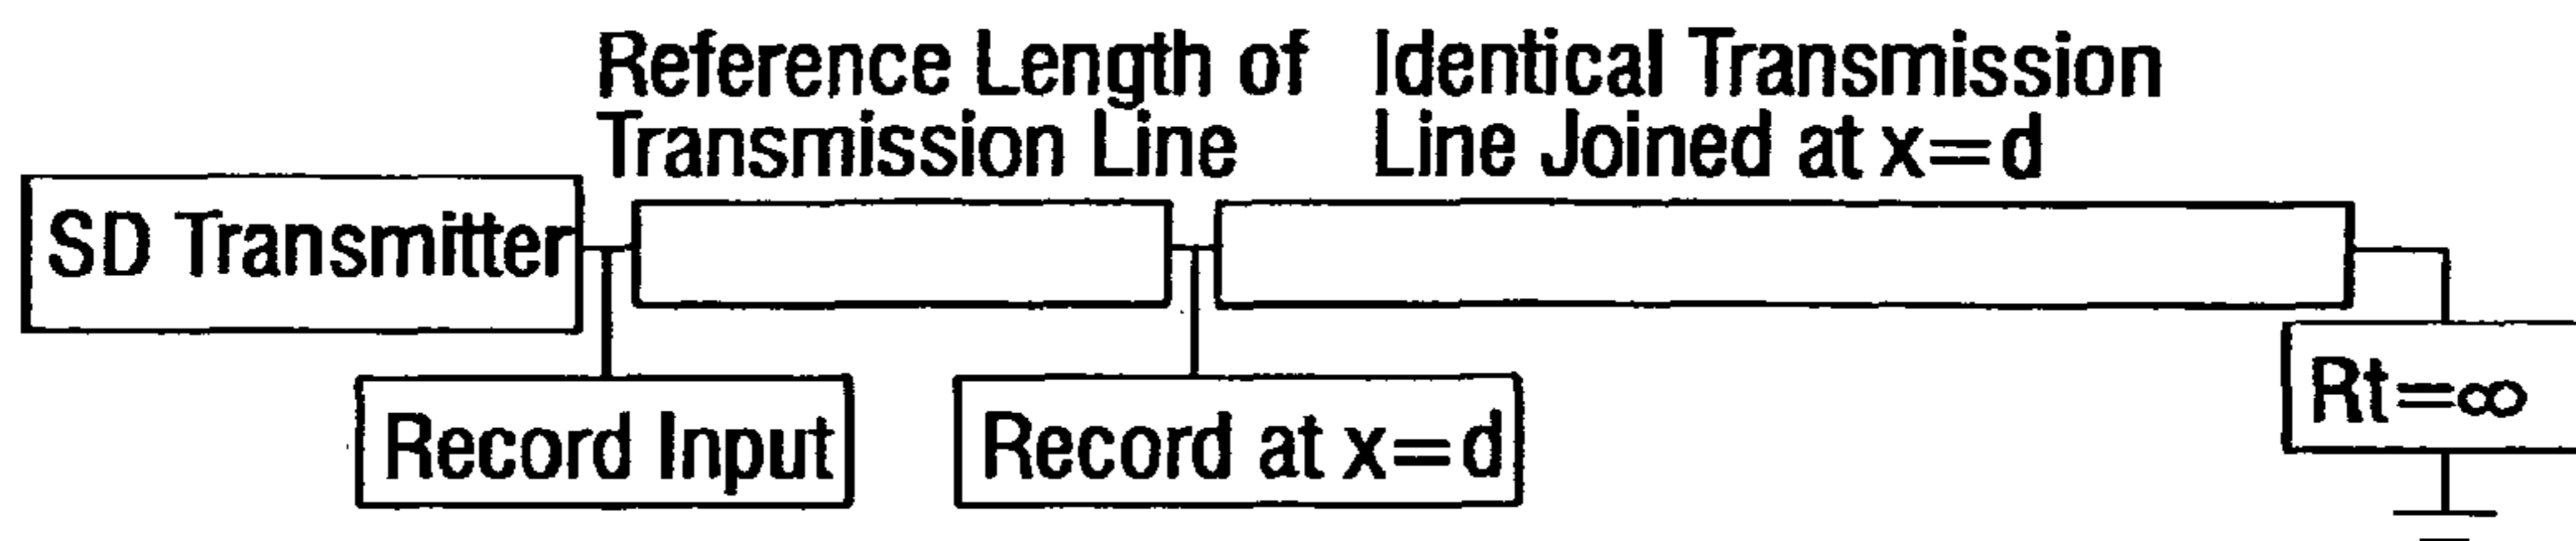 Reference Length of
Transmission Line
Identical Transmission
Line Joined at x=d
SD Transmitter
Record Input
Record at x=d
Rt=∞